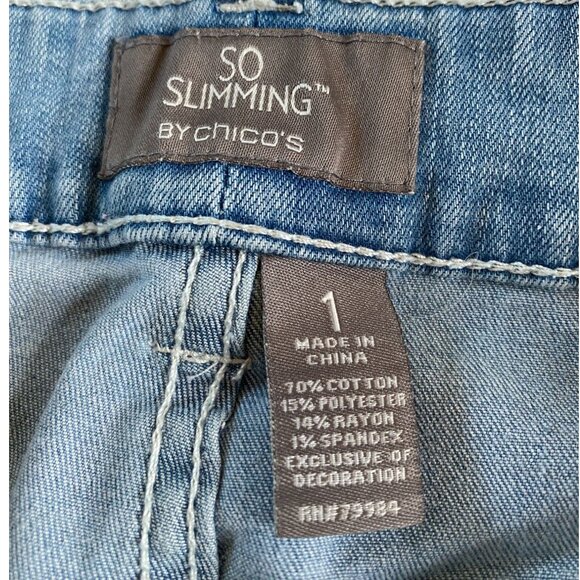 SO
SLIMMING™
BY CHICO'S
1
MADE IN
CHINA
70% COTTON
15% POLYESTER
14% RAYON
1% SPANDEX
EXCLUSIVE OF
DECORATION
RN#79984